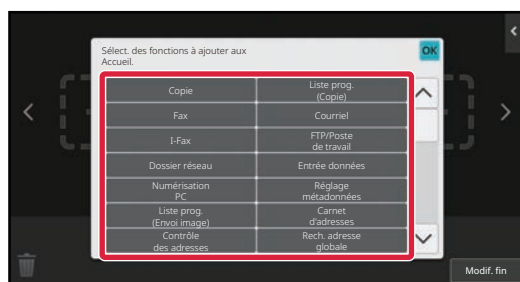 Sélect. des fonctions à ajouter aux
Accueil.
OK
Copie
Liste prog.
(Copie)
Fax
Courriel
I-Fax
FTP/Poste
de travail
Dossier réseau
Entrée données
Numérisation
PC
Réglage
métadonnées
Liste prog.
(Envoi image)
Carnet
d'adresses
Contrôle
des adresses
Rech. adresse
globale
Modif. fin